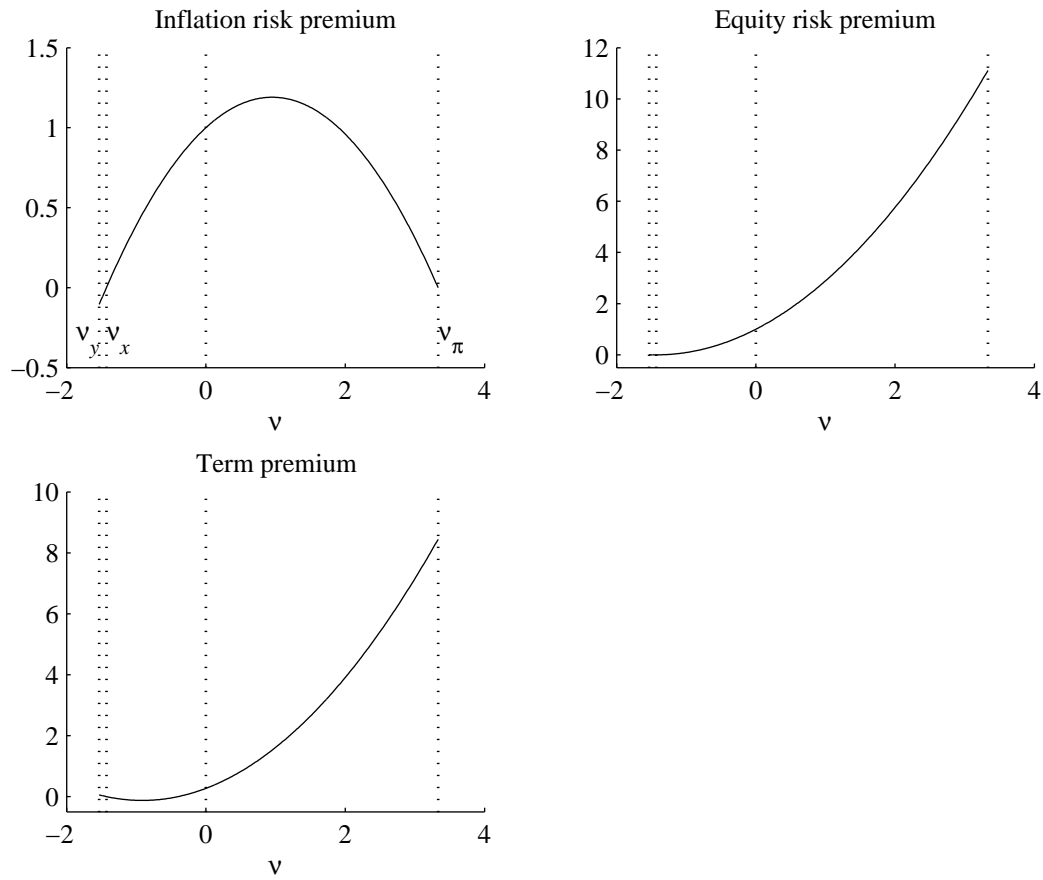 Inflation risk premium
1.5
1
0.5
0
−0.5
ν_y ν_x
ν_π
−2 0 2 4
ν
Equity risk premium
12
10
8
6
4
2
0
−2 0 2 4
ν
Term premium
10
8
6
4
2
0
−2 0 2 4
ν